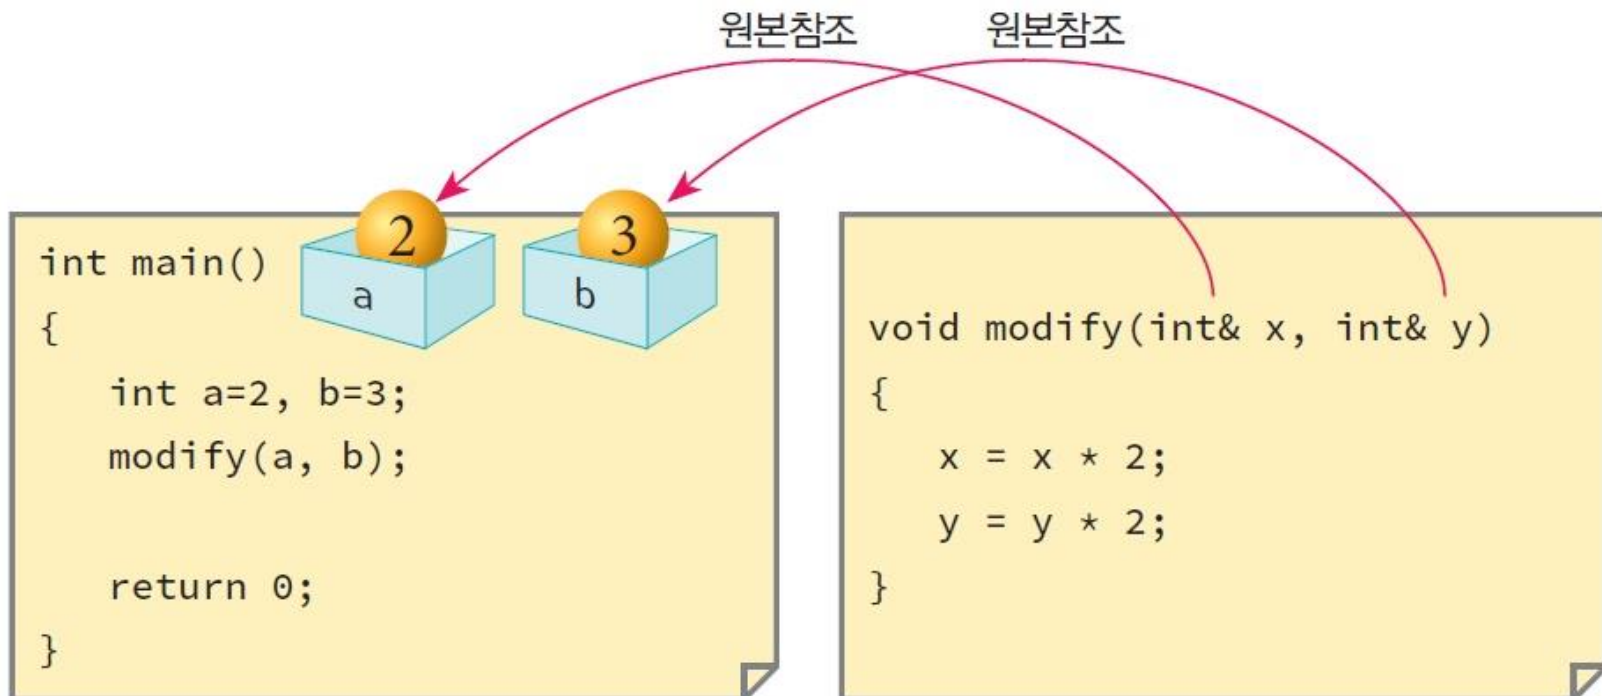 원본참조 원본참조
2 3
int main()
a b
{
int a=2, b=3;
modify(a, b);
return 0;
}
void modify(int& x, int& y)
{
x = x * 2;
y = y * 2;
}